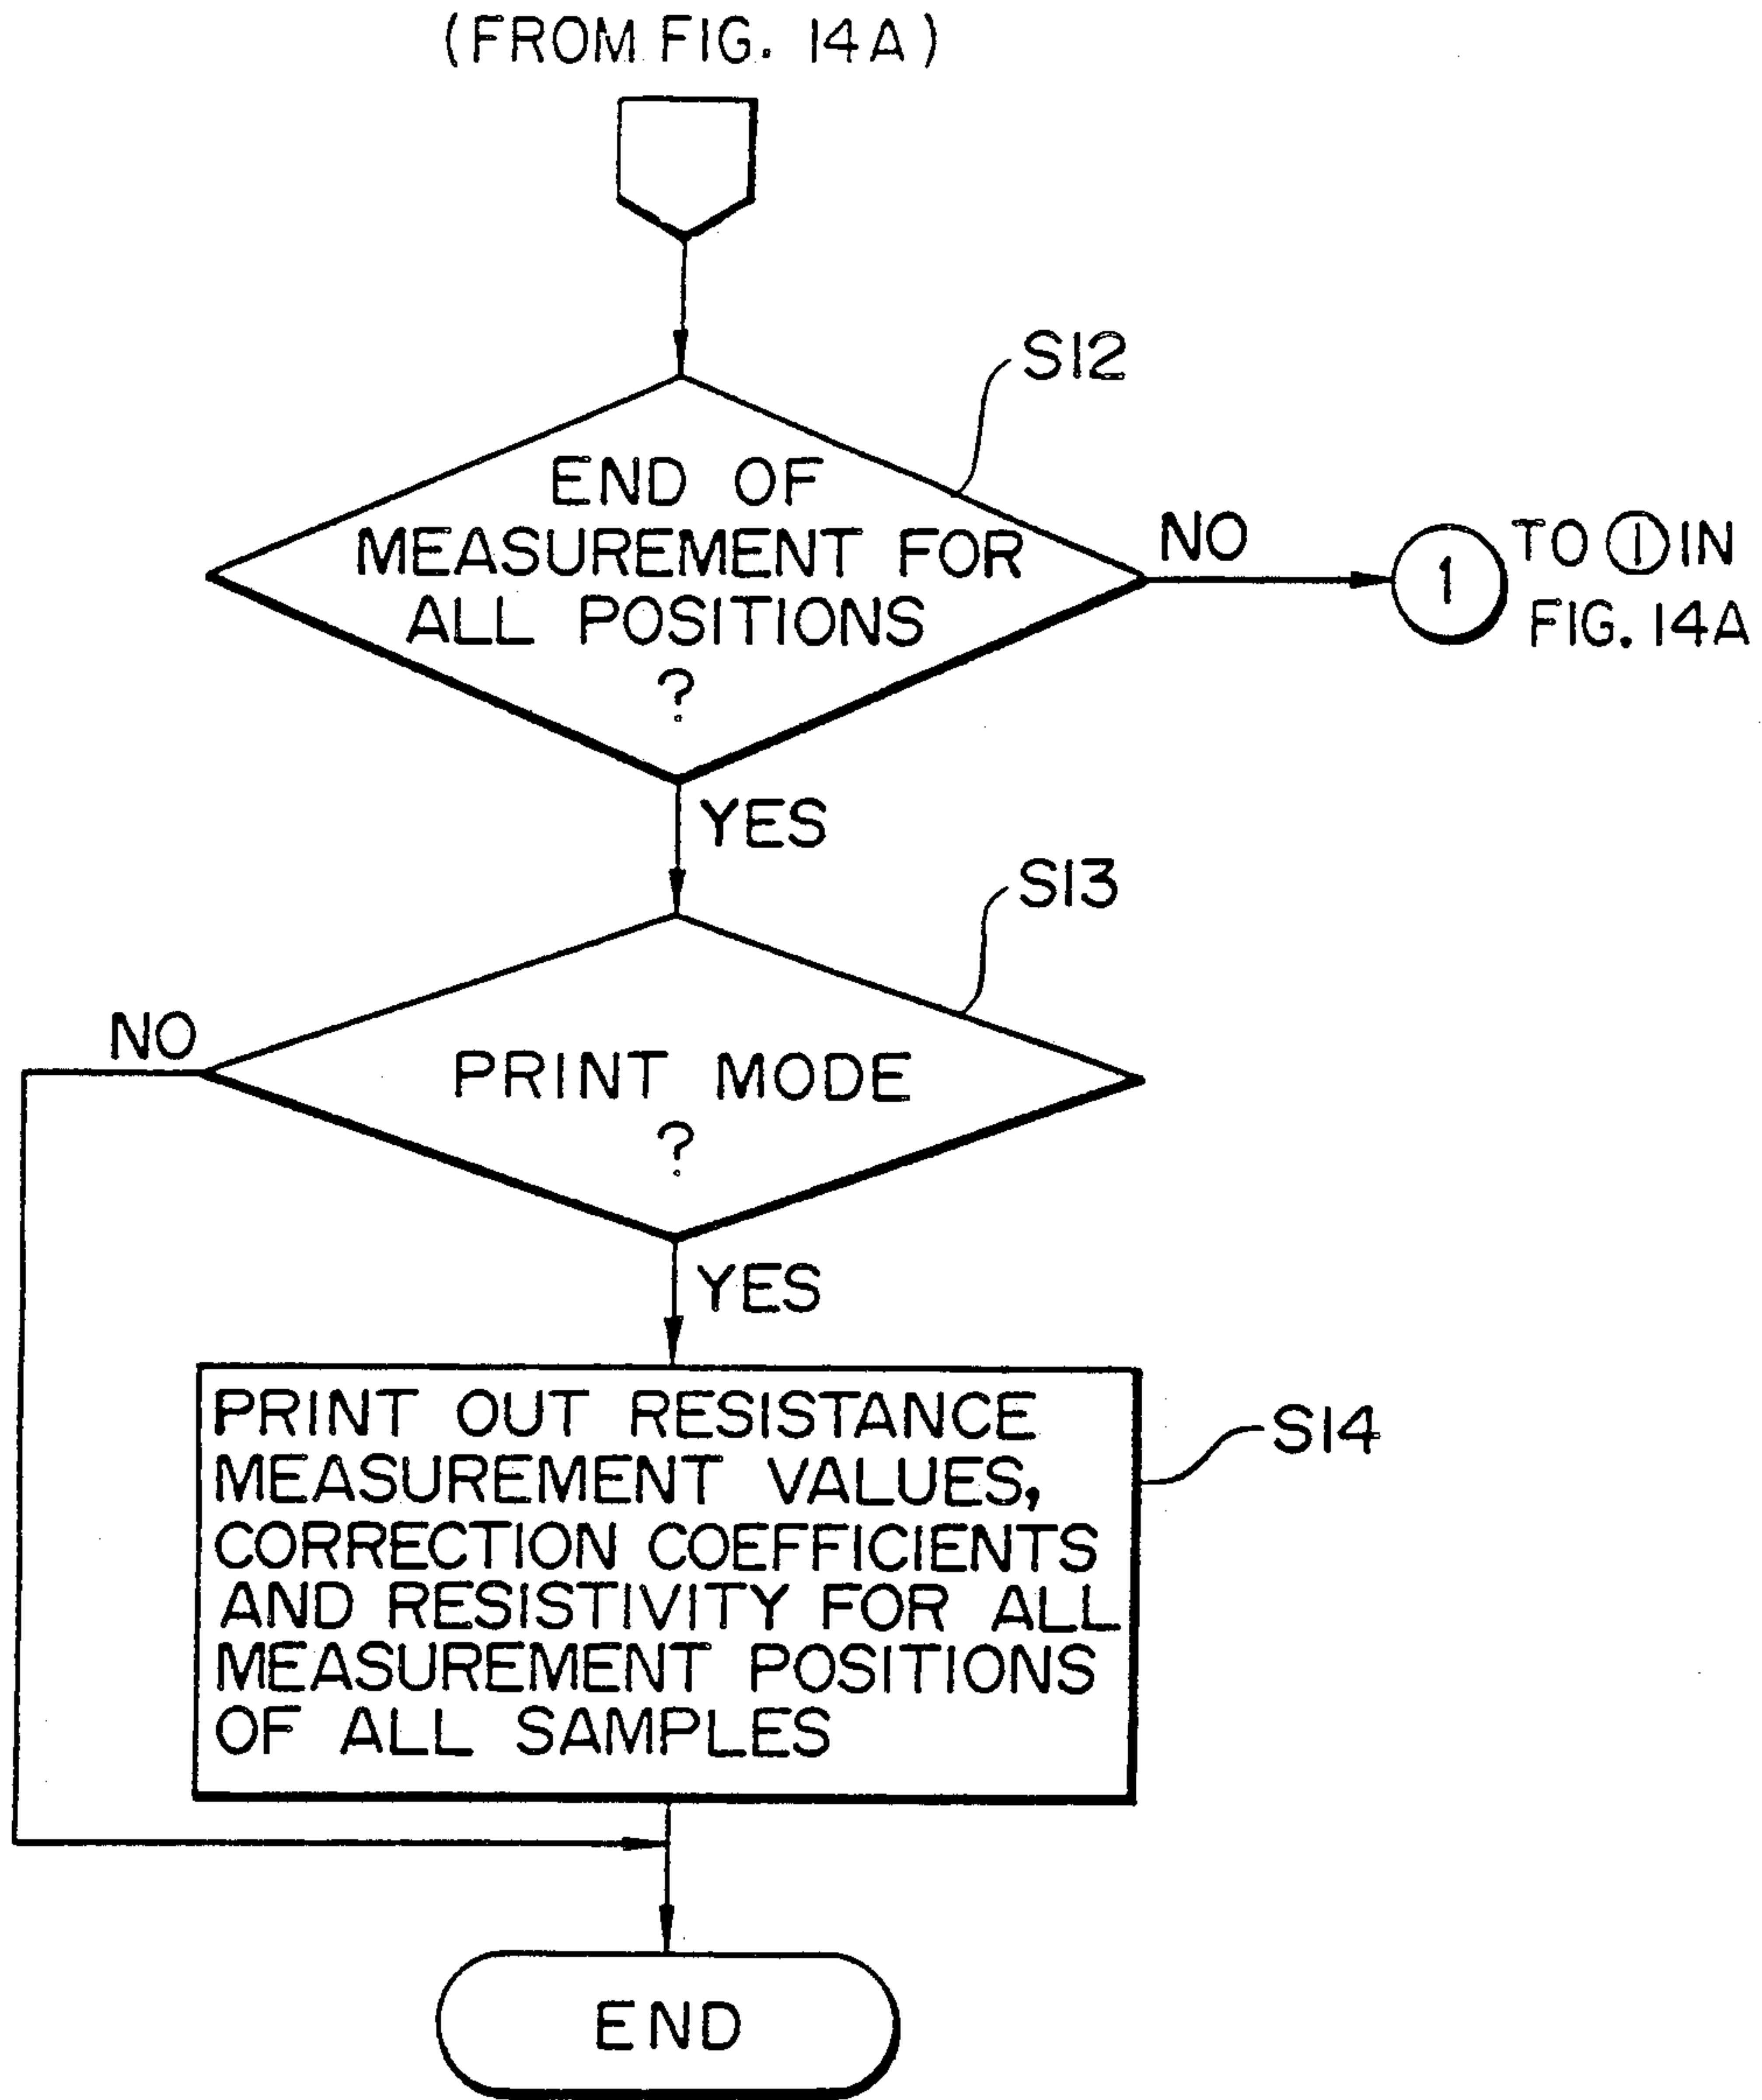 (FROM FIG. 14A)
S12
END OF
MEASUREMENT FOR
ALL POSITIONS
?
NO
1
TO ① IN
FIG. 14A
YES
S13
NO
PRINT MODE
?
YES
PRINT OUT RESISTANCE
MEASUREMENT VALUES,
CORRECTION COEFFICIENTS
AND RESISTIVITY FOR ALL
MEASUREMENT POSITIONS
OF ALL SAMPLES
S14
END